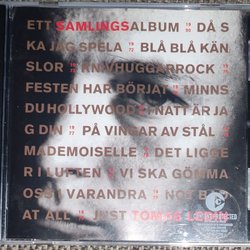 ETT SAMLINGSALBUM DÅ S
KA JAG SPELA BLÅ BLÅ KÄN
SLOR KNIVHUGGARROCK
FESTEN HAR BÖRJAT MINNS
DU HOLLYWOOD I NATT ÄR JA
G DIN PÅ VINGAR AV STÅL
MADEMOISELLE DET LIGGE
R I LUFTEN VI SKA GÖMMA
OSS I VARANDRA NOT BAD
AT ALL JUST TOMAS